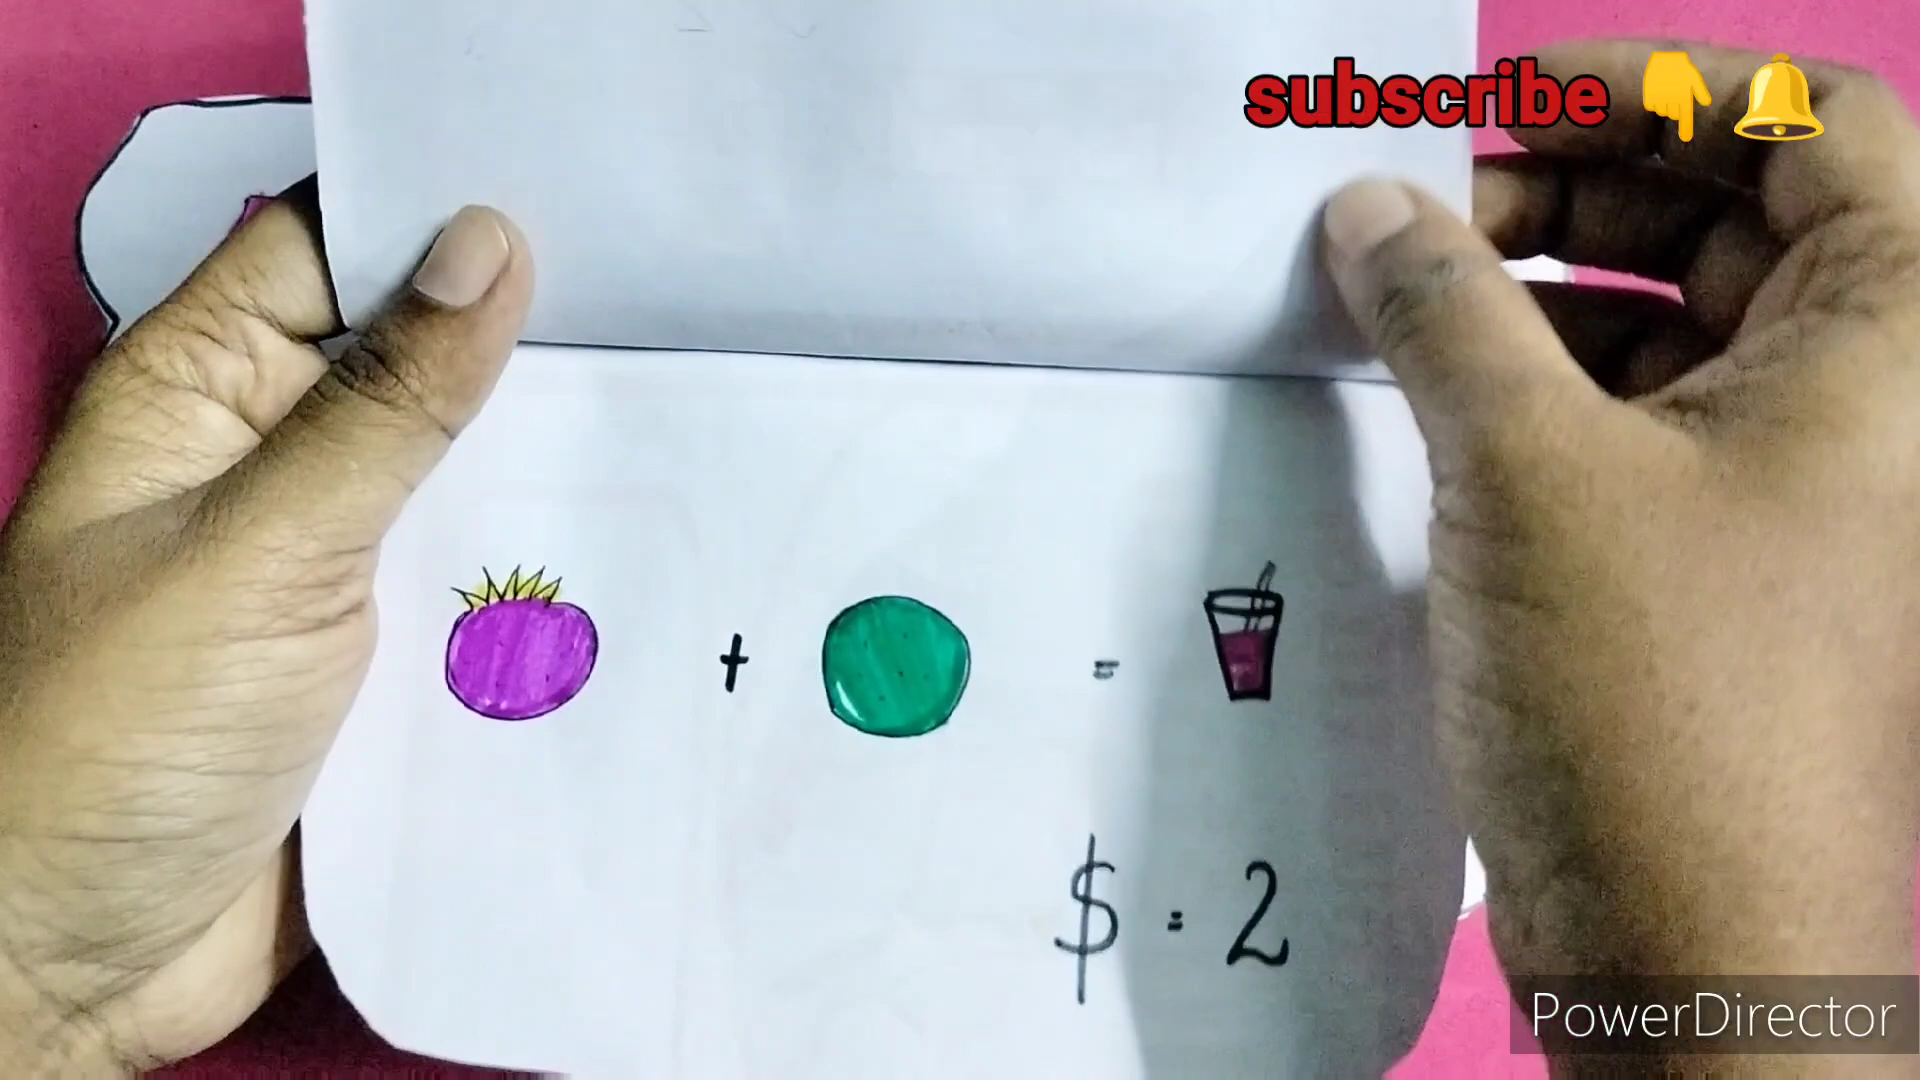 subscribe 👇 🔔
+ =
$ = 2
PowerDirector